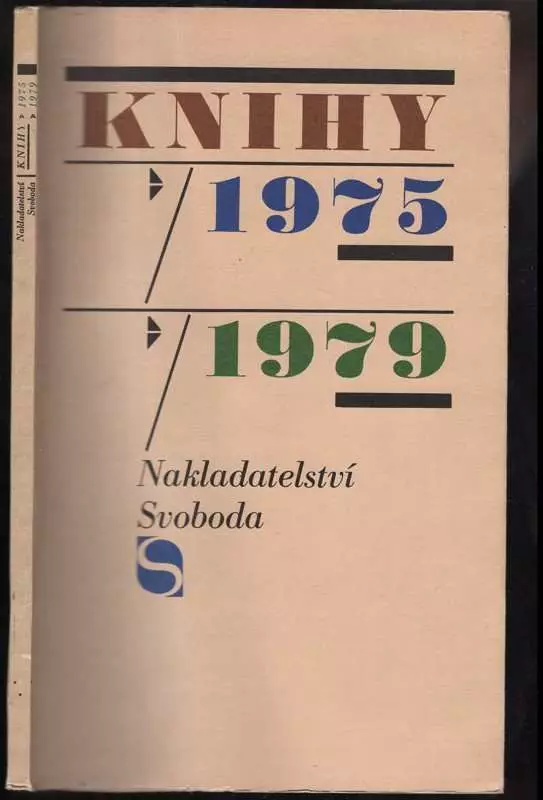 KNIHY
1975
1979
Nakladatelství
Svoboda
S
Nakladatelství
Svoboda
KNIHY 1975
1979